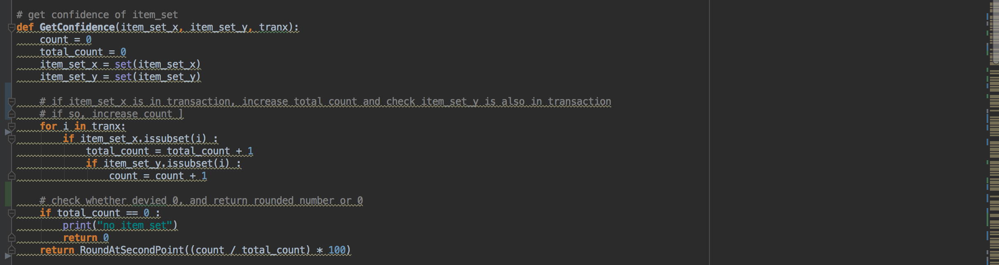 # get confidence of item_set
def GetConfidence(item_set_x, item_set_y, tranx):
    count = 0
    total_count = 0
    item_set_x = set(item_set_x)
    item_set_y = set(item_set_y)

    # if item_set_x is in transaction, increase total count and check item_set_y is also in transaction
    # if so, increase count ]
    for i in tranx:
        if item_set_x.issubset(i) :
            total_count = total_count + 1
            if item_set_y.issubset(i) :
                count = count + 1

    # check whether devied 0, and return rounded number or 0
    if total_count == 0 :
        print("no item set")
        return 0
    return RoundAtSecondPoint((count / total_count) * 100)